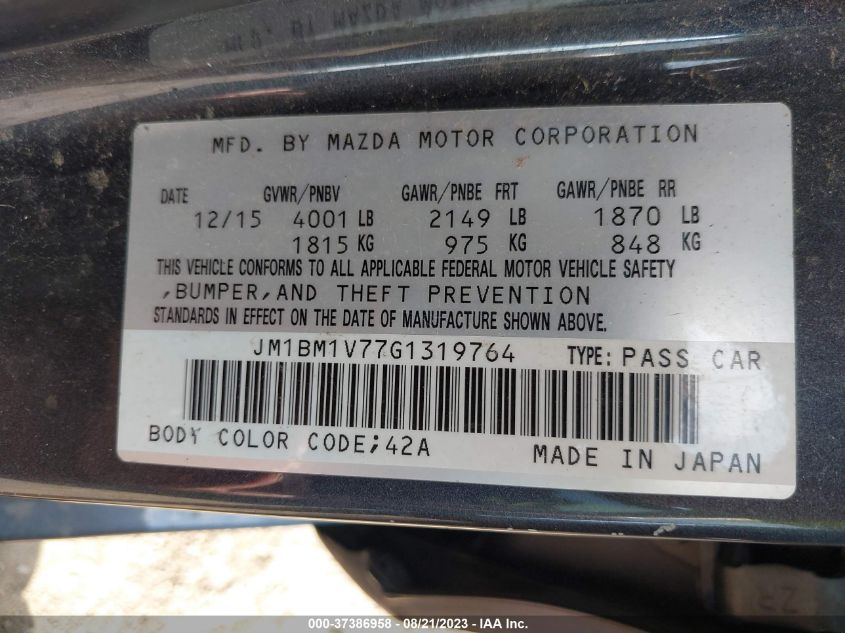 MFD. BY MAZDA MOTOR CORPORATION
DATE GVWR/PNBV GAWR/PNBE FRT GAWR/PNBE RR
12/15 4001 LB 2149 LB 1870 LB
1815 KG 975 KG 848 KG
THIS VEHICLE CONFORMS TO ALL APPLICABLE FEDERAL MOTOR VEHICLE SAFETY
,BUMPER,AND THEFT PREVENTION
STANDARDS IN EFFECT ON THE DATE OF MANUFACTURE SHOWN ABOVE.
JM1BM1V77G1319764 TYPE: PASS CAR
BODY COLOR CODE;42A
MADE IN JAPAN
000-37386958 - 08/21/2023 - IAA Inc.